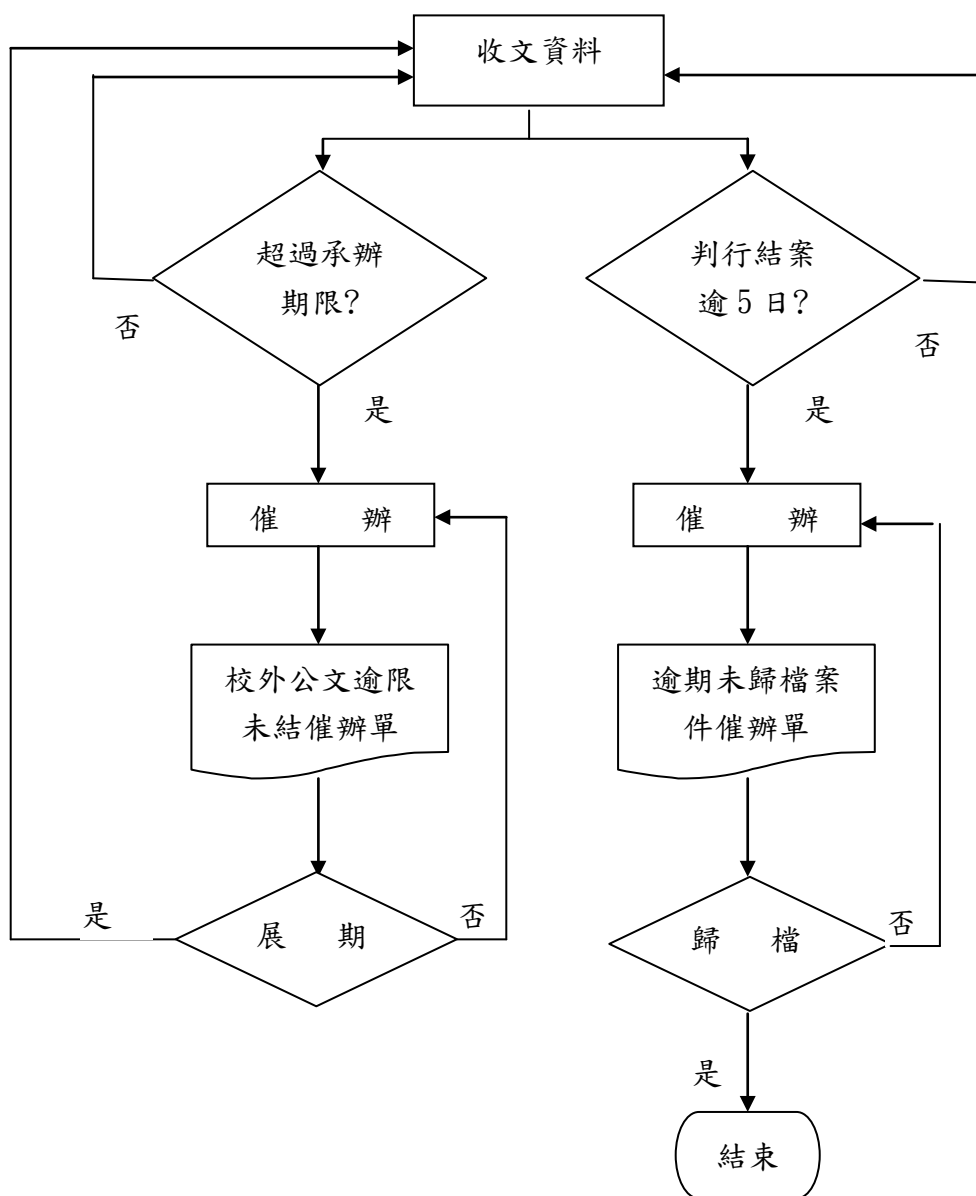 收文資料
超過承辦
期限?
判行結案
逾5日?
否
否
是
是
催 辦
催 辦
校外公文逾限
未結催辦單
逾期未歸檔案
件催辦單
是
展 期
否
歸 檔
否
是
結束